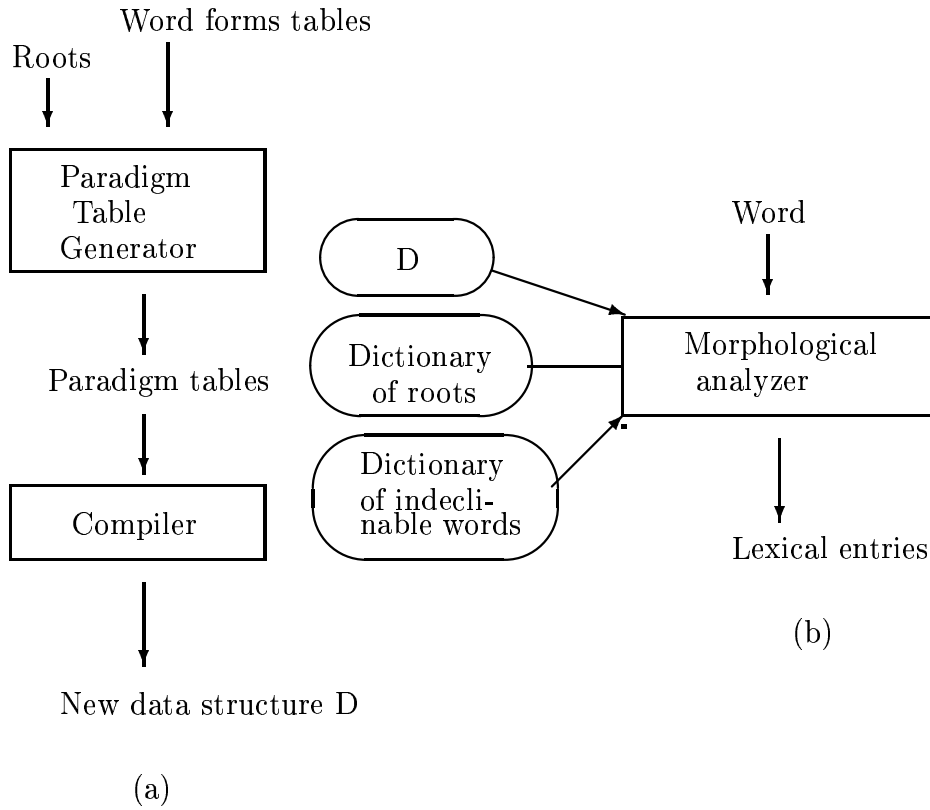 Word forms tables
Roots
Paradigm
Table
Generator
Paradigm tables
Compiler
New data structure D
(a)
D
Dictionary
of roots
Dictionary
of indecli-
nable words
Word
Morphological
analyzer
Lexical entries
(b)